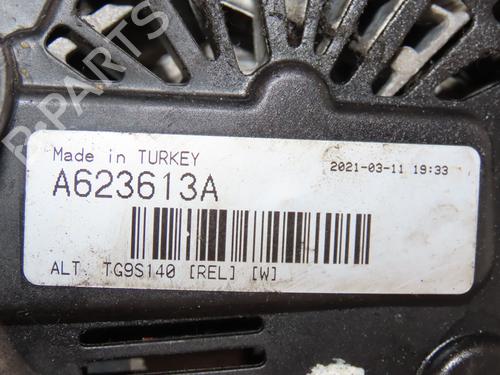 B-PARTS
Made in TURKEY
2021-03-11 19:33
A623613A
ALT. TG9S140 [REL] [W]